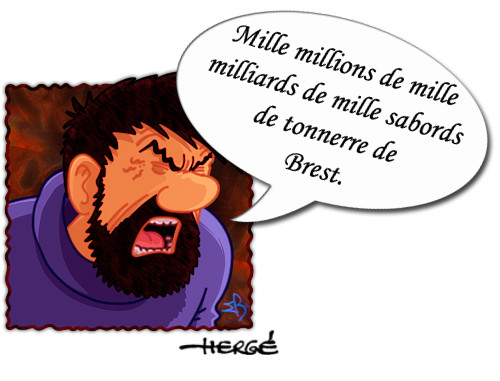 Mille millions de mille
milliards de mille sabords
de tonnerre de
Brest.
HERGÉ